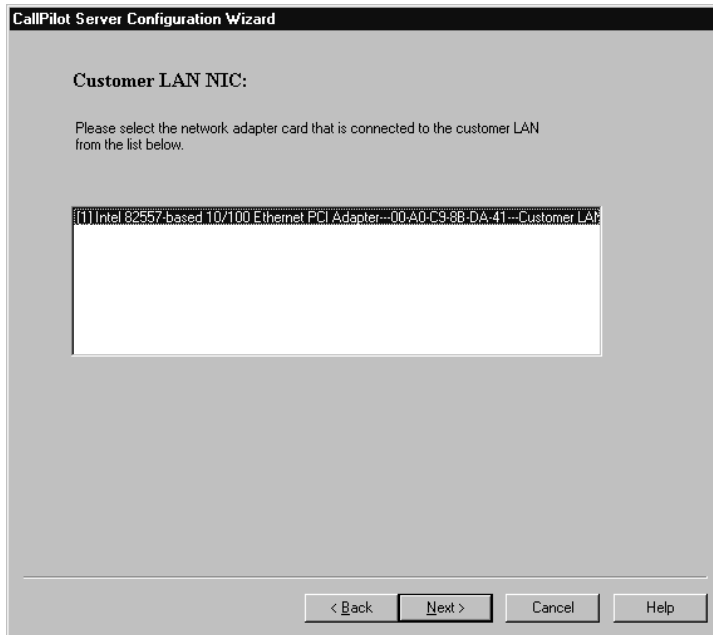 CallPilot Server Configuration Wizard
Customer LAN NIC:
Please select the network adapter card that is connected to the customer LAN
from the list below.
[1] Intel 82557-based 10/100 Ethernet PCI Adapter---00-A0-C9-8B-DA-41---Customer LAN
< Back
Next >
Cancel
Help